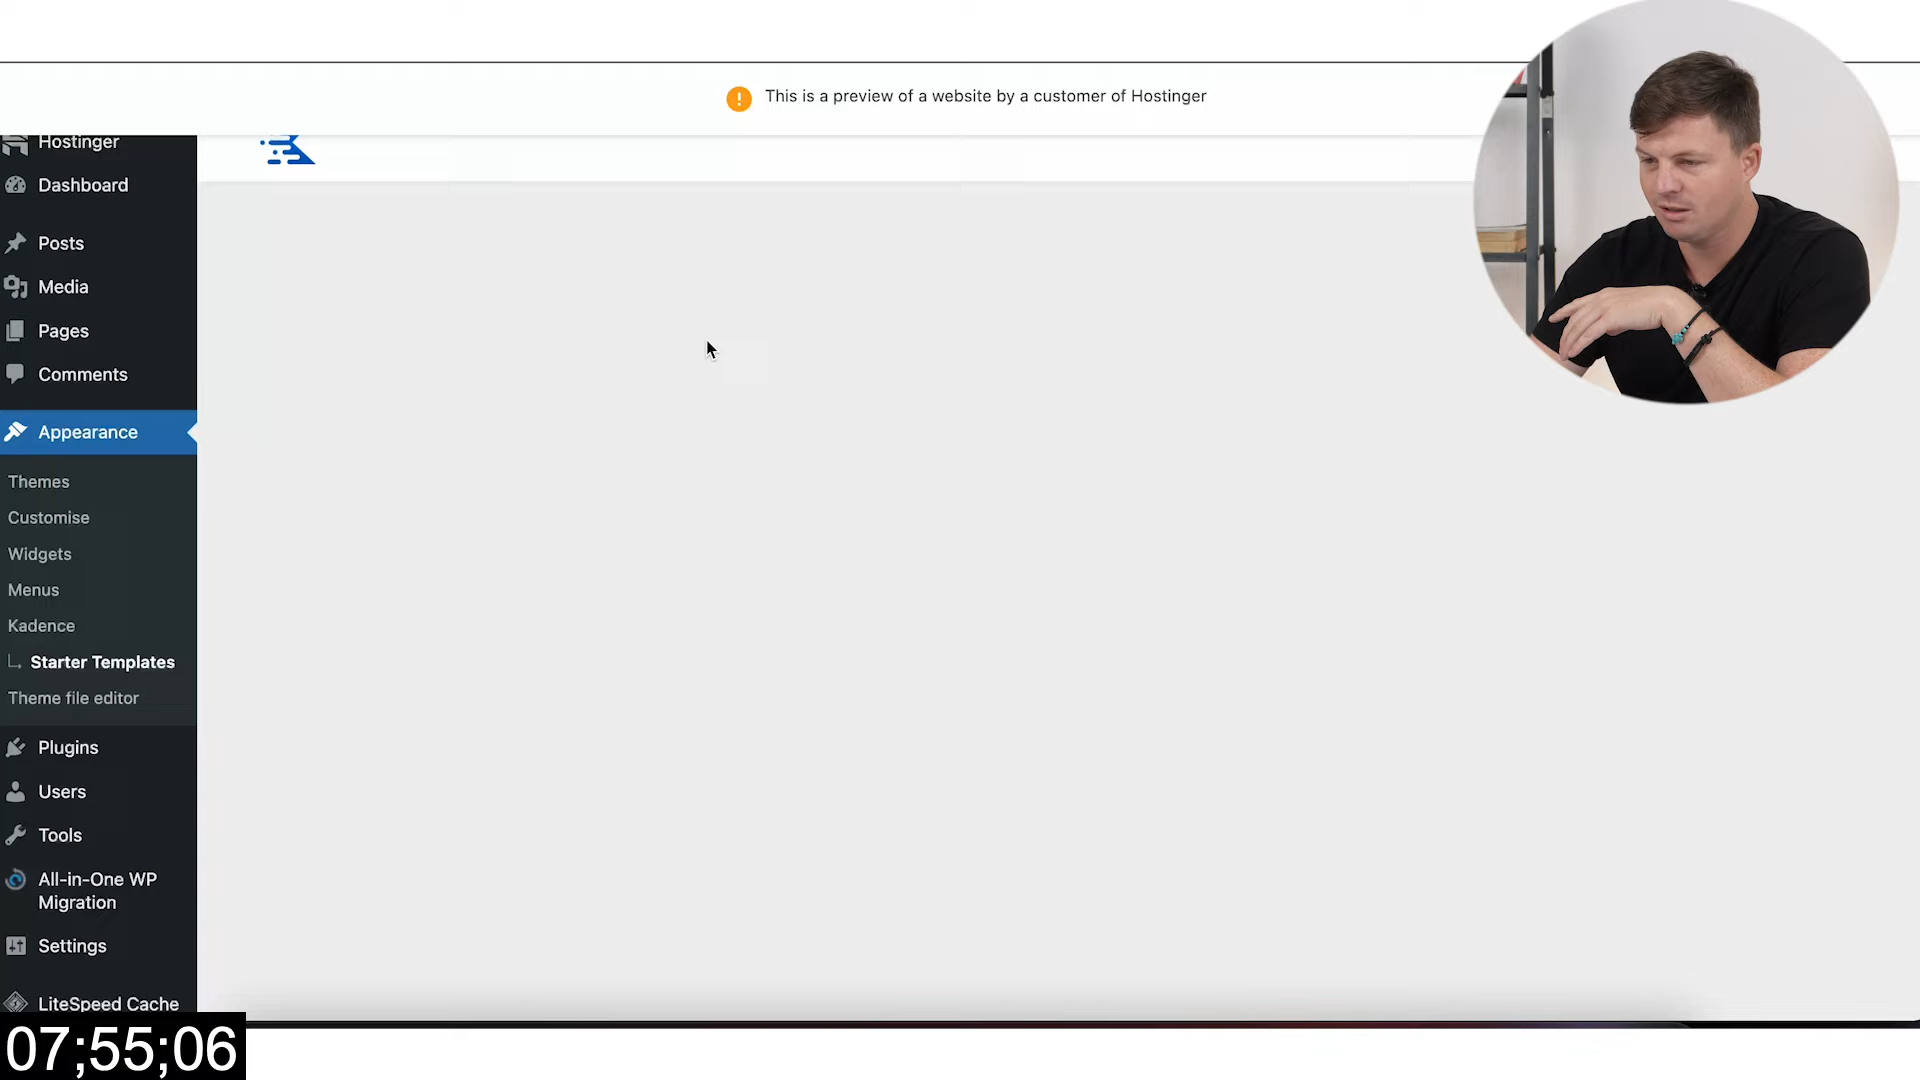 This is a preview of a website by a customer of Hostinger
Hostinger
Dashboard
Posts
Media
Pages
Comments
Appearance
Themes
Customise
Widgets
Menus
Kadence
Starter Templates
Theme file editor
Plugins
Users
Tools
All-in-One WP
Migration
Settings
LiteSpeed Cache
07;55;06